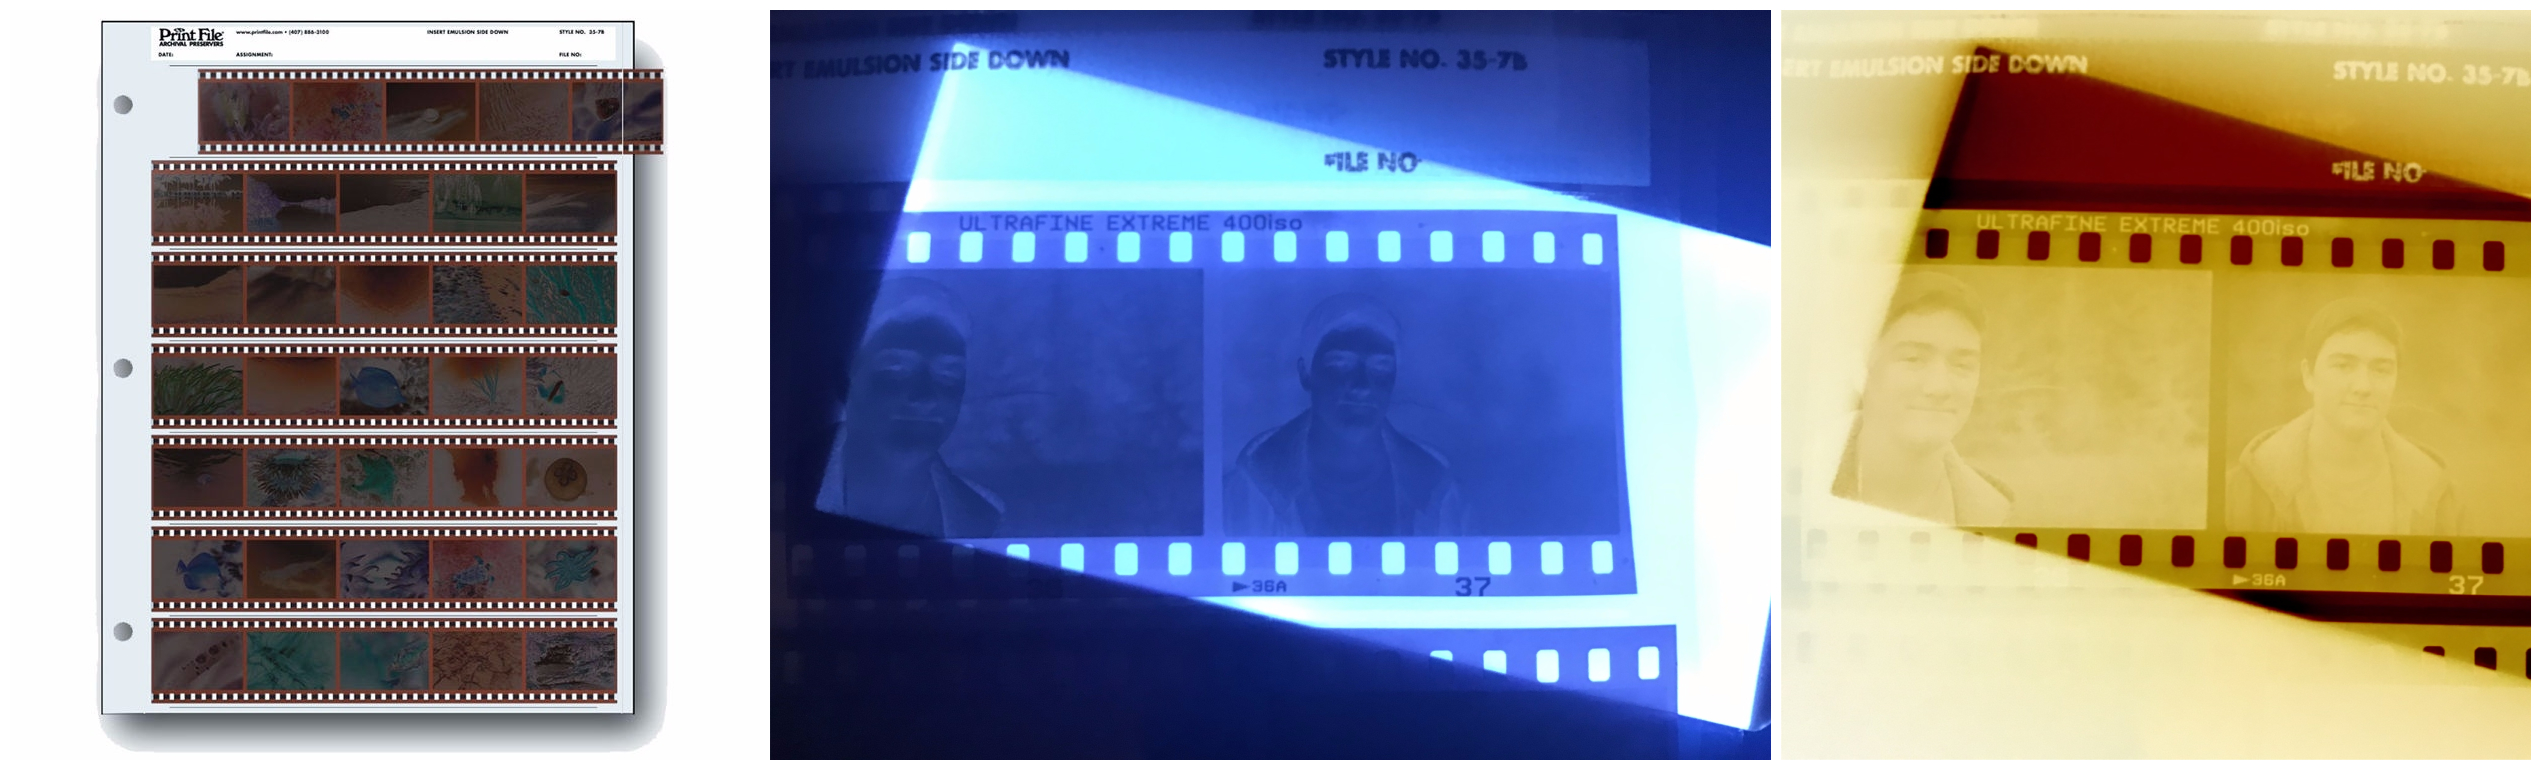 Print File
ARCHIVAL PRESERVERS
www.printfile.com • (407) 886-3100
INSERT EMULSION SIDE DOWN
STYLE NO. 35-7B
DATE:
ASSIGNMENT:
FILE NO:
RT EMULSION SIDE DOWN
STYLE NO. 35-7B
FILE NO
ULTRAFINE EXTREME 400iso
►36A
37
ERT EMULSION SIDE DOWN
STYLE NO. 35-7B
FILE NO
ULTRAFINE EXTREME 400iso
►36A
37